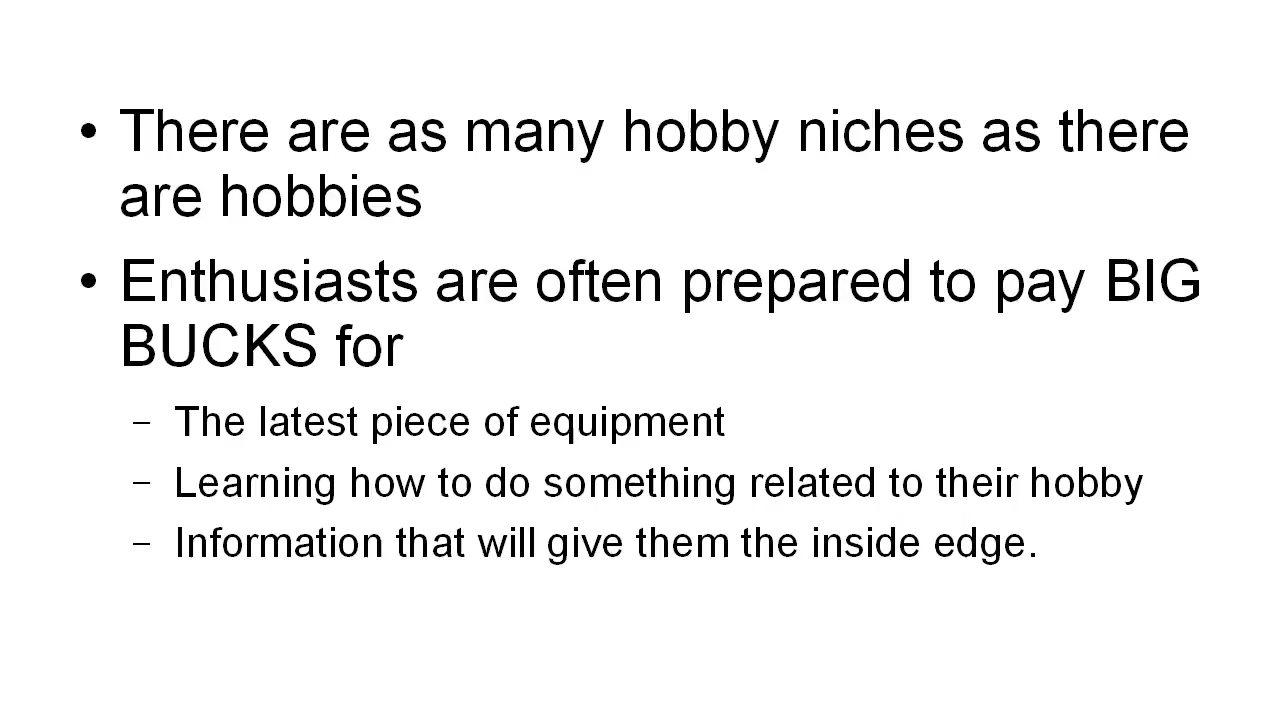 • There are as many hobby niches as there
are hobbies
• Enthusiasts are often prepared to pay BIG
BUCKS for
– The latest piece of equipment
– Learning how to do something related to their hobby
– Information that will give them the inside edge.